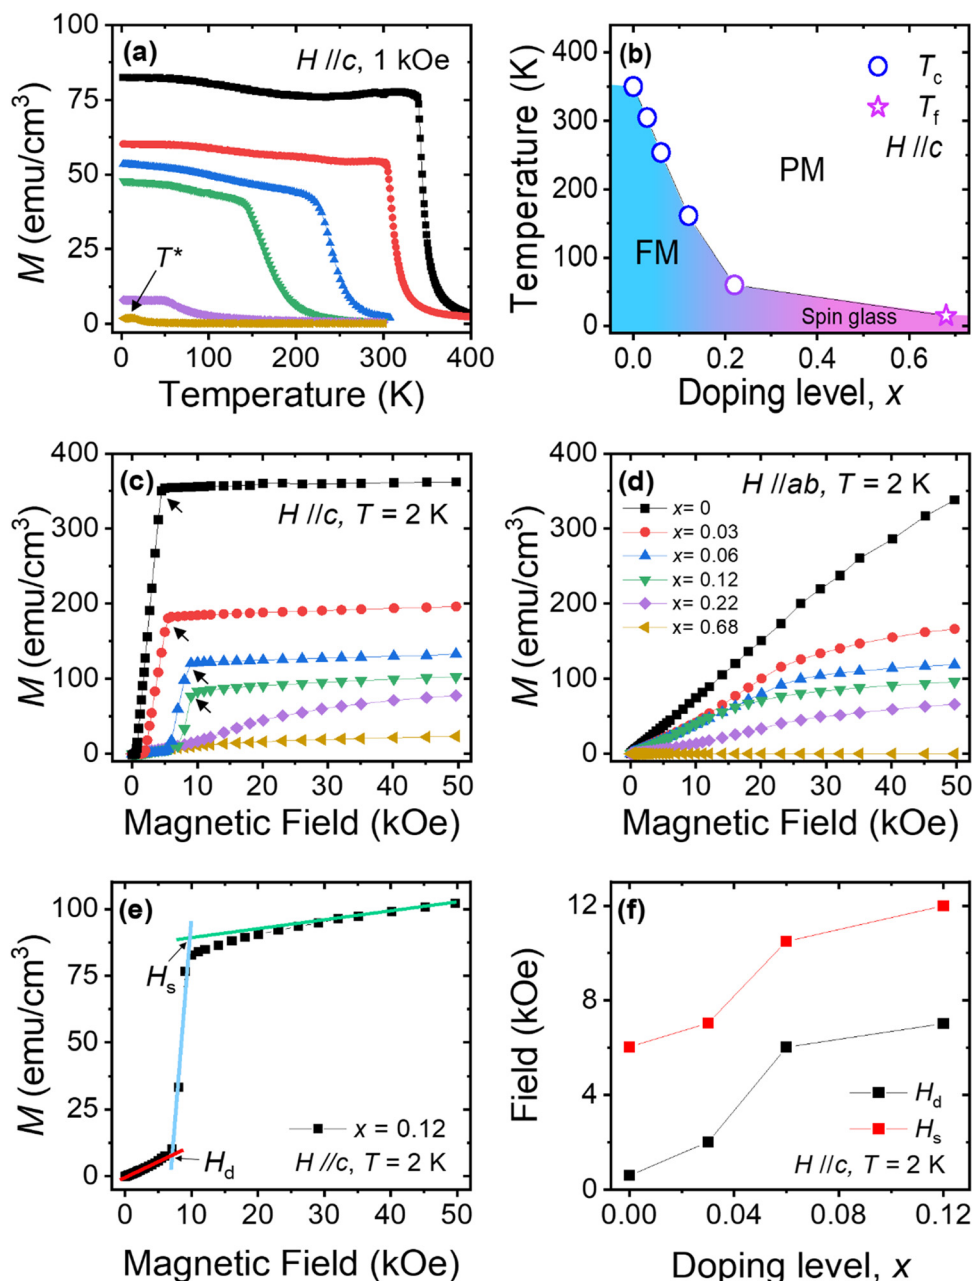 (a)
H //c, 1 kOe
T*
M (emu/cm³)
100
75
50
25
0
0 100 200 300 400
Temperature (K)
(b)
T_c
T_f
H //c
PM
FM
Spin glass
Temperature (K)
400
300
200
100
0
0.0 0.2 0.4 0.6
Doping level, x
(c)
H //c, T = 2 K
M (emu/cm³)
400
300
200
100
0
0 10 20 30 40 50
Magnetic Field (kOe)
(d)
H //ab, T = 2 K
x= 0
x= 0.03
x= 0.06
x= 0.12
x= 0.22
x= 0.68
M (emu/cm³)
400
300
200
100
0
0 10 20 30 40 50
Magnetic Field (kOe)
(e)
H_s
H_d
x = 0.12
H //c, T = 2 K
M (emu/cm³)
100
75
50
25
0
0 10 20 30 40 50
Magnetic Field (kOe)
(f)
H_d
H_s
H //c, T = 2 K
Field (kOe)
12
8
4
0
0.00 0.04 0.08 0.12
Doping level, x